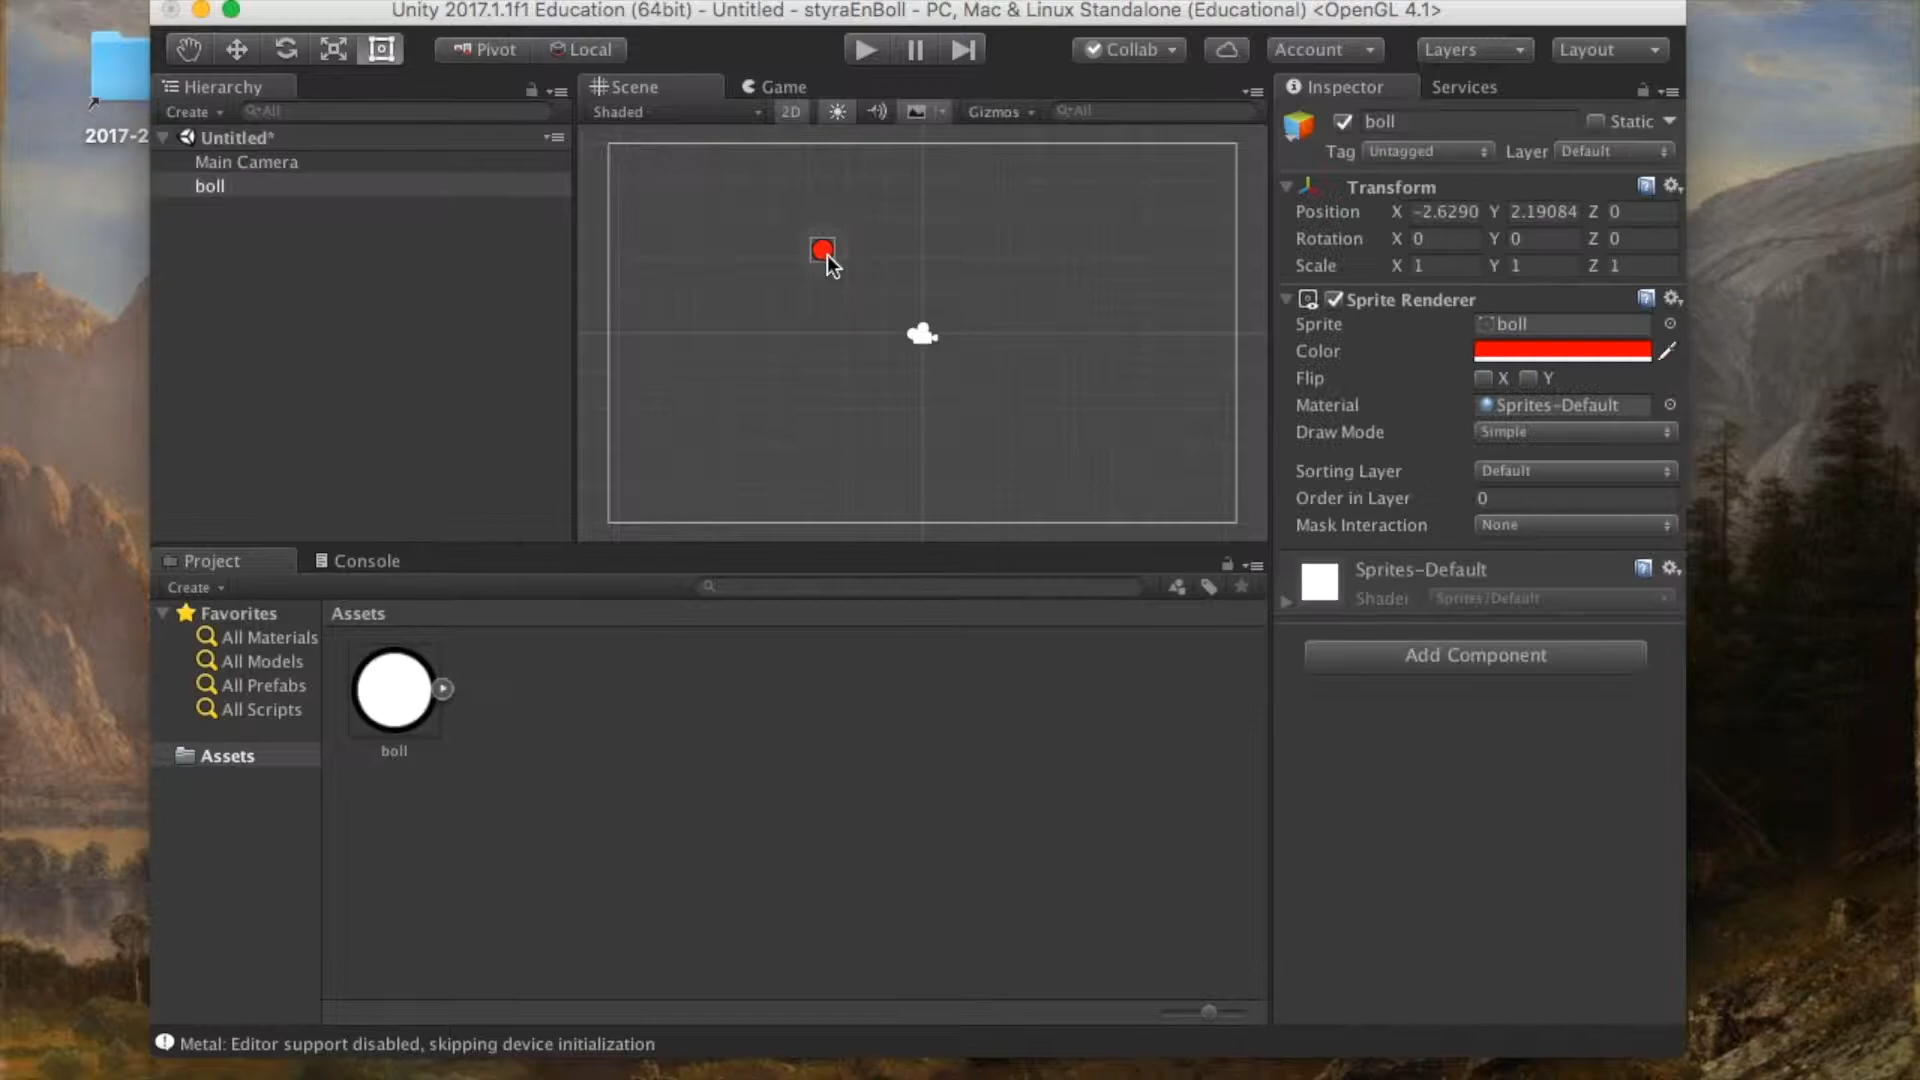 Unity 2017.1.1f1 Education (64bit) - Untitled - styraEnBoll - PC, Mac & Linux Standalone (Educational) <OpenGL 4.1>
Pivot Local Collab Account Layers Layout
2017-2
Hierarchy
Create All
Untitled*
Main Camera
boll
Scene Game
Shaded 2D Gizmos All
Inspector Services
boll Static
Tag Untagged Layer Default
Transform
Position X -2.6290 Y 2.19084 Z 0
Rotation X 0 Y 0 Z 0
Scale X 1 Y 1 Z 1
Sprite Renderer
Sprite boll
Color
Flip X Y
Material Sprites-Default
Draw Mode Simple
Sorting Layer Default
Order in Layer 0
Mask Interaction None
Sprites-Default
Shader Sprites/Default
Add Component
Project Console
Create
Favorites
All Materials
All Models
All Prefabs
All Scripts
Assets
Assets
boll
Metal: Editor support disabled, skipping device initialization